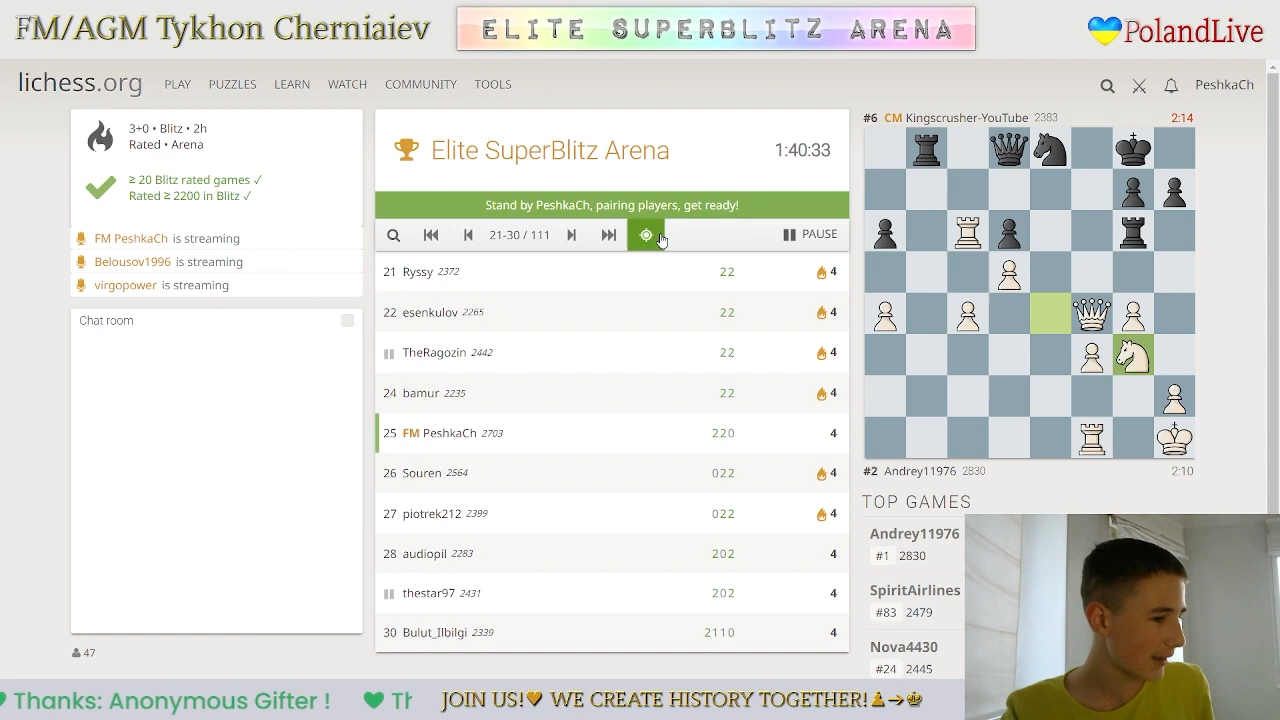 FM/AGM Tykhon Cherniaiev
ELITE SUPERBLITZ ARENA
PolandLive
lichess.org
PLAY
PUZZLES
LEARN
WATCH
COMMUNITY
TOOLS
PeshkaCh
3+0 • Blitz • 2h
Rated • Arena
≥ 20 Blitz rated games ✓
Rated ≥ 2200 in Blitz ✓
FM PeshkaCh is streaming
Belousov1996 is streaming
virgopower is streaming
Chat room
47
Elite SuperBlitz Arena
1:40:33
Stand by PeshkaCh, pairing players, get ready!
21-30 / 111
PAUSE
21 Ryssy 2372 22 4
22 esenkulov 2265 22 4
TheRagozin 2442 22 4
24 bamur 2235 22 4
25 FM PeshkaCh 2703 220 4
26 Souren 2564 022 4
27 piotrek212 2399 022 4
28 audiopil 2283 202 4
thestar97 2431 202 4
30 Bulut_Ilbilgi 2339 2110 4
#6 CM Kingscrusher-YouTube 2383 2:14
#2 Andrey11976 2830 2:10
TOP GAMES
Andrey11976
#1 2830
SpiritAirlines
#83 2479
Nova4430
#24 2445
Thanks: Anonymous Gifter !
Th
JOIN US! WE CREATE HISTORY TOGETHER!